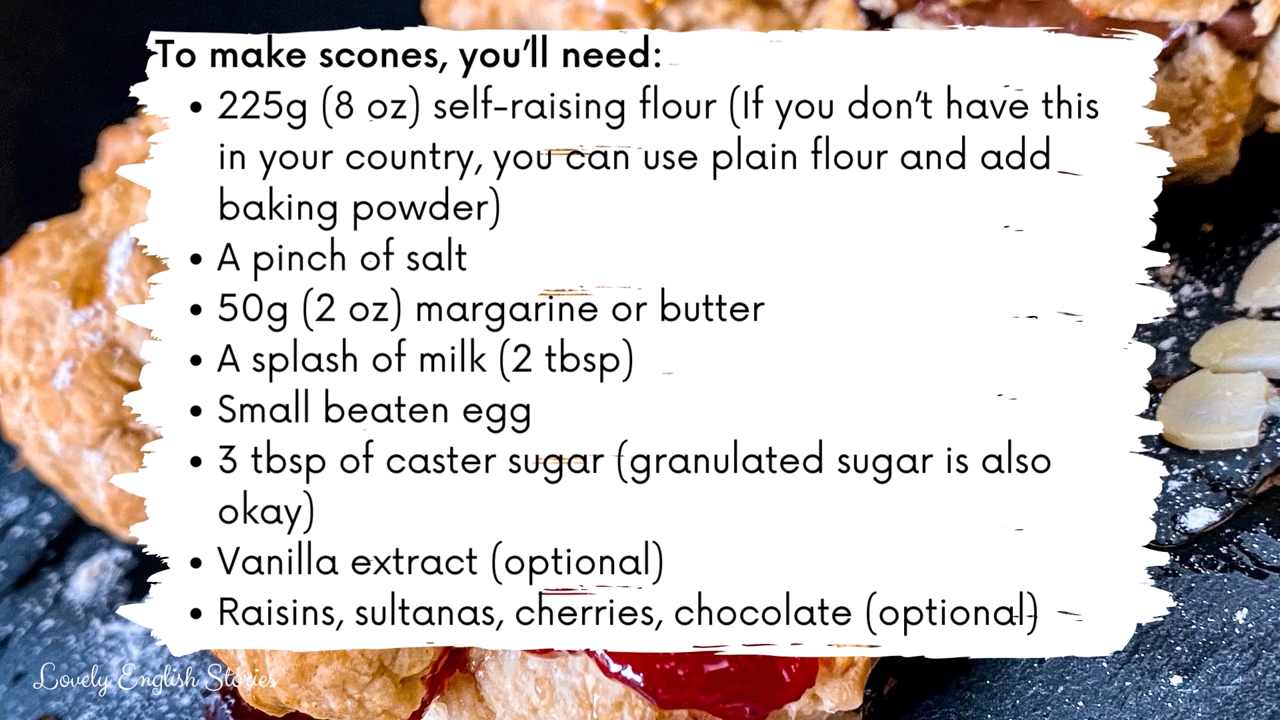 To make scones, you'll need:
• 225g (8 oz) self-raising flour (If you don't have this
in your country, you can use plain flour and add
baking powder)
• A pinch of salt
• 50g (2 oz) margarine or butter
• A splash of milk (2 tbsp)
• Small beaten egg
• 3 tbsp of caster sugar (granulated sugar is also
okay)
• Vanilla extract (optional)
• Raisins, sultanas, cherries, chocolate (optional)
Lovely English Stories